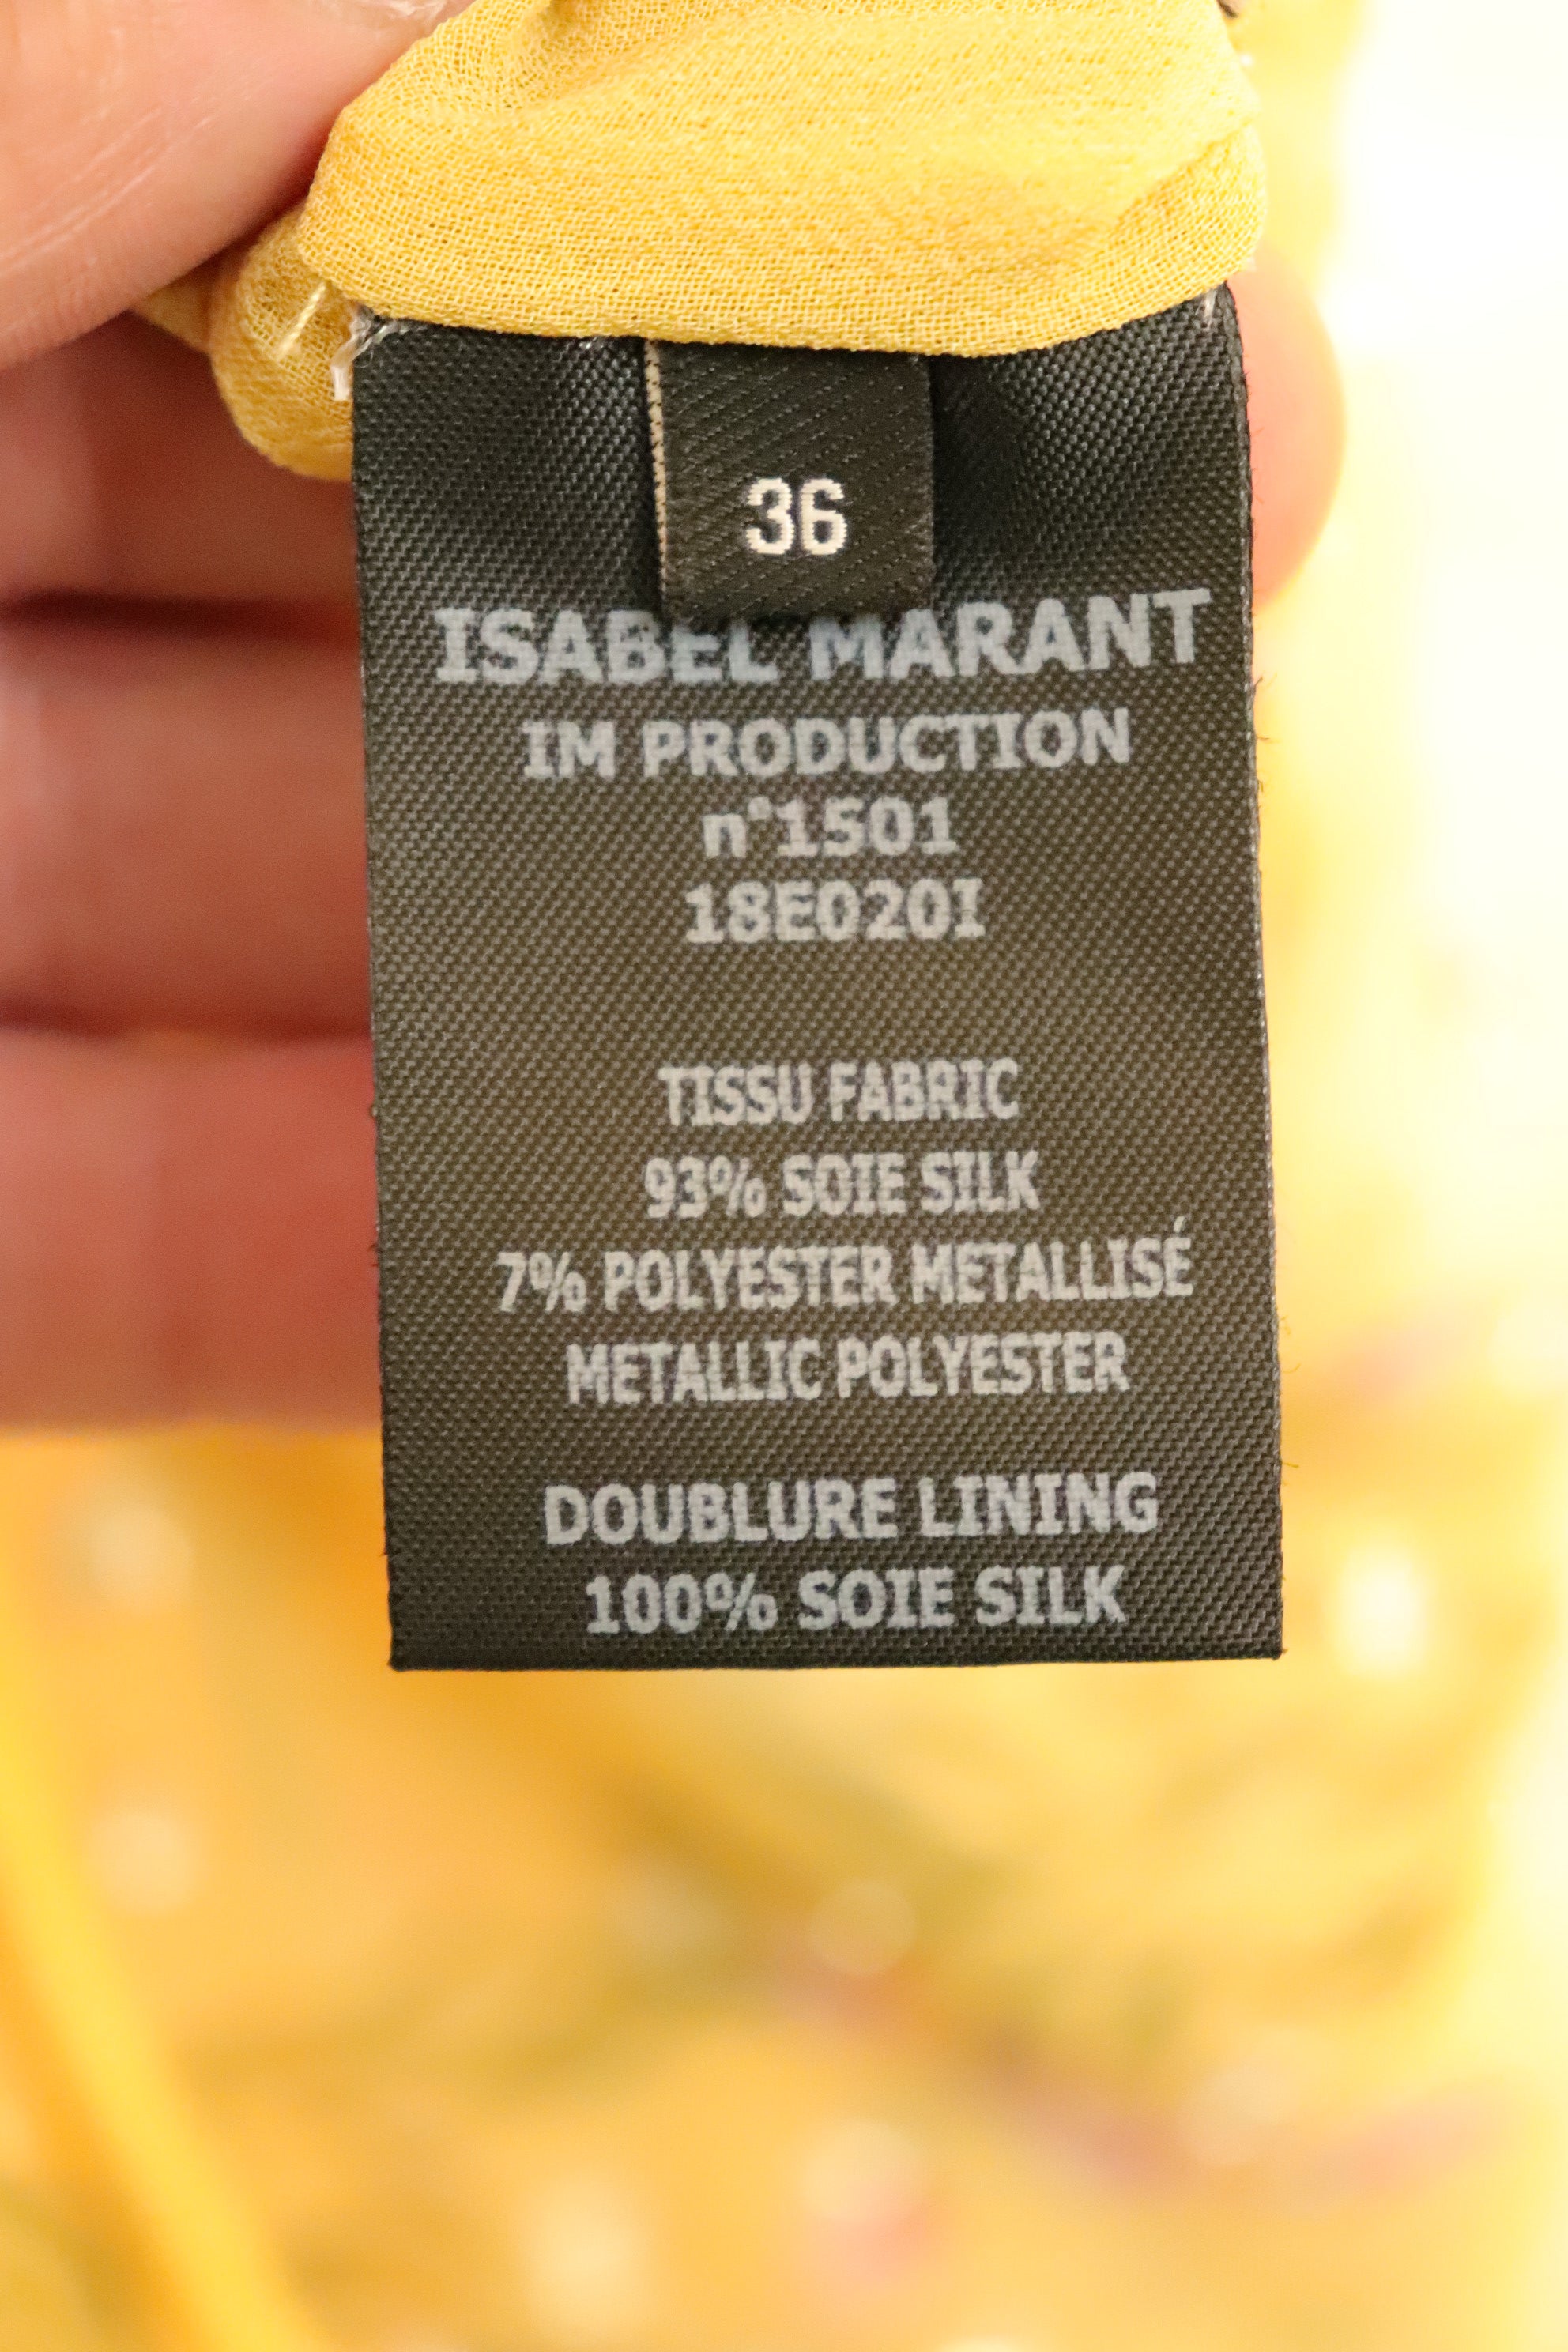 36
ISABEL MARANT
IM PRODUCTION
n°1501
18E020I
TISSU FABRIC
93% SOIE SILK
7% POLYESTER METALLISÉ
METALLIC POLYESTER
DOUBLURE LINING
100% SOIE SILK